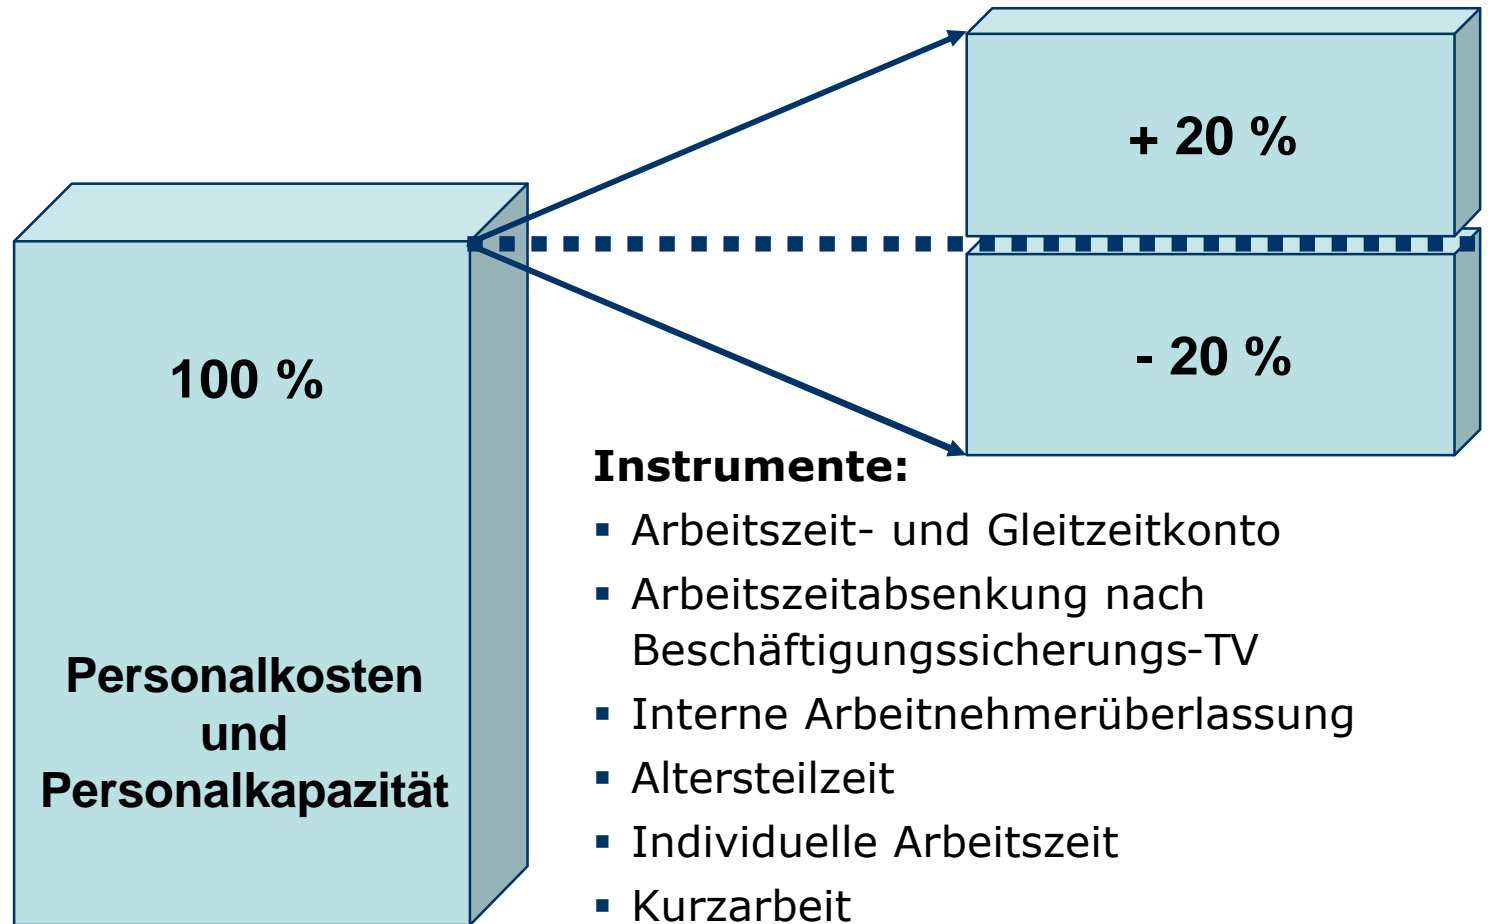 + 20 %
100 %
- 20 %
Personalkosten
und
Personalkapazität
Instrumente:
▪ Arbeitszeit- und Gleitzeitkonto
▪ Arbeitszeitabsenkung nach
Beschäftigungssicherungs-TV
▪ Interne Arbeitnehmerüberlassung
▪ Altersteilzeit
▪ Individuelle Arbeitszeit
▪ Kurzarbeit